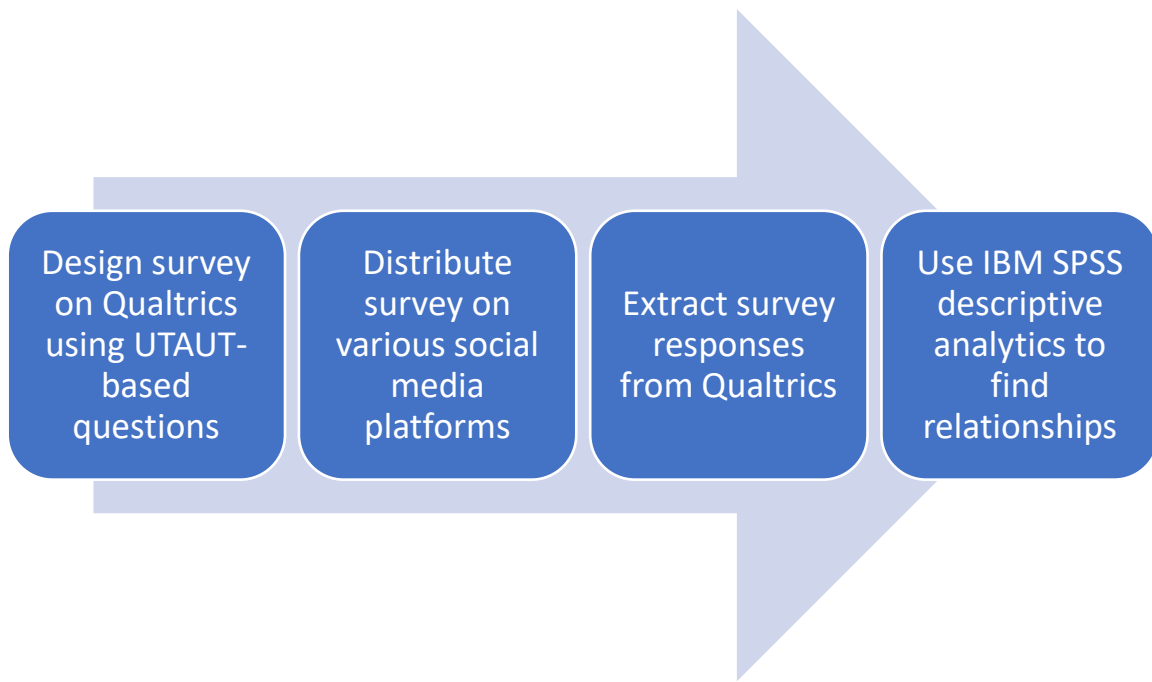 Design survey
on Qualtrics
using UTAUT-
based
questions
Distribute
survey on
various social
media
platforms
Extract survey
responses
from Qualtrics
Use IBM SPSS
descriptive
analytics to
find
relationships